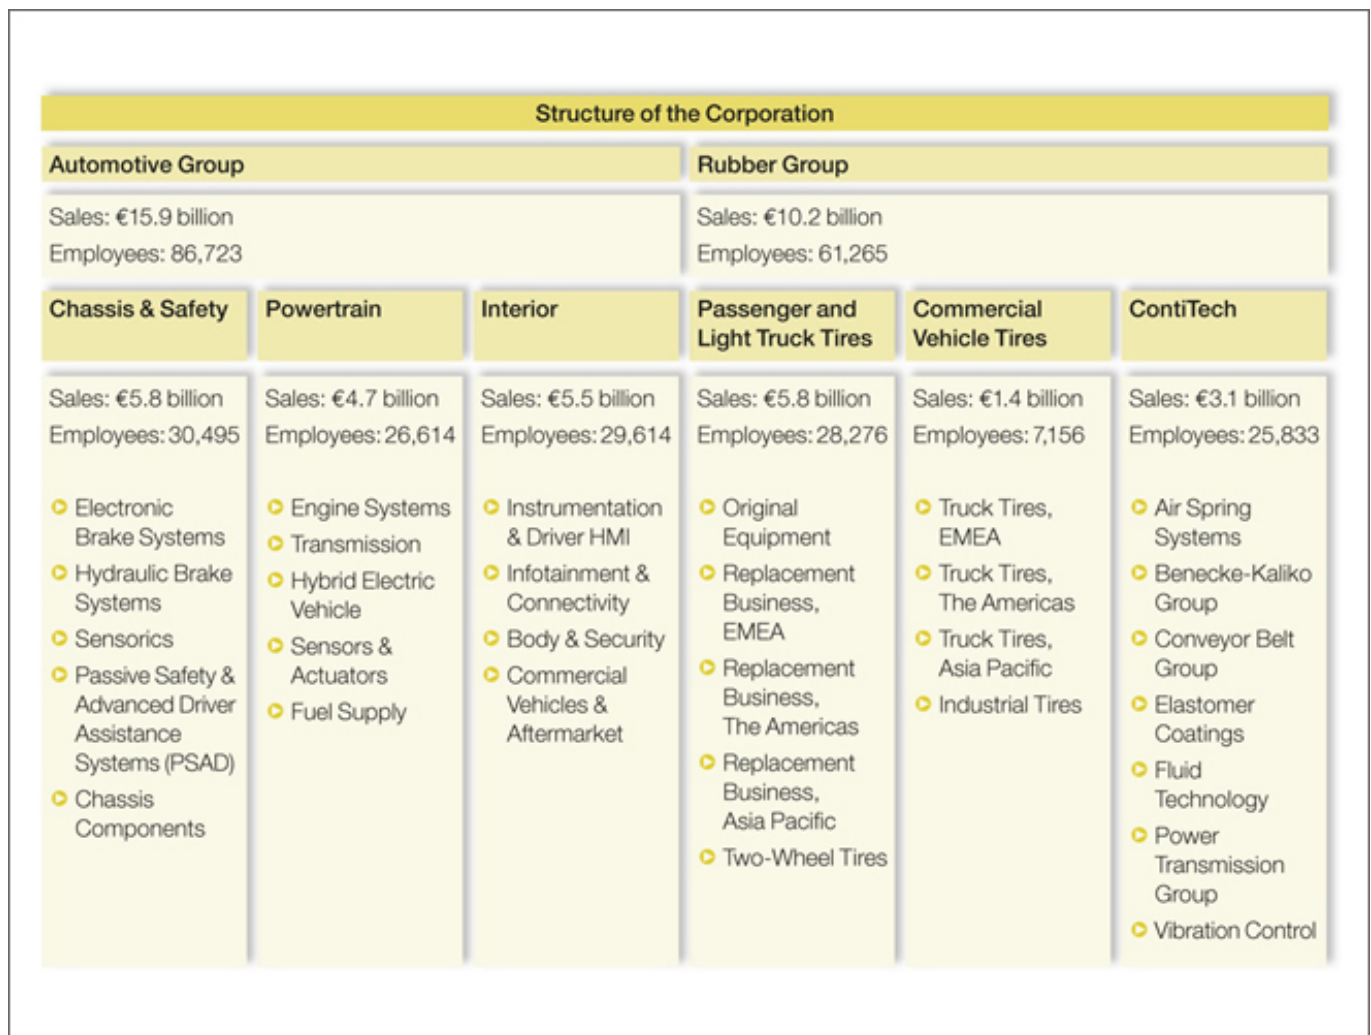 Structure of the Corporation
Automotive Group
Rubber Group
Sales: €15.9 billion
Employees: 86,723
Sales: €10.2 billion
Employees: 61,265
Chassis & Safety
Powertrain
Interior
Passenger and
Light Truck Tires
Commercial
Vehicle Tires
ContiTech
Sales: €5.8 billion
Employees: 30,495
Electronic
Brake Systems
Hydraulic Brake
Systems
Sensorics
Passive Safety &
Advanced Driver
Assistance
Systems (PSAD)
Chassis
Components
Sales: €4.7 billion
Employees: 26,614
Engine Systems
Transmission
Hybrid Electric
Vehicle
Sensors &
Actuators
Fuel Supply
Sales: €5.5 billion
Employees: 29,614
Instrumentation
& Driver HMI
Infotainment &
Connectivity
Body & Security
Commercial
Vehicles &
Aftermarket
Sales: €5.8 billion
Employees: 28,276
Original
Equipment
Replacement
Business,
EMEA
Replacement
Business,
The Americas
Replacement
Business,
Asia Pacific
Two-Wheel Tires
Sales: €1.4 billion
Employees: 7,156
Truck Tires,
EMEA
Truck Tires,
The Americas
Truck Tires,
Asia Pacific
Industrial Tires
Sales: €3.1 billion
Employees: 25,833
Air Spring
Systems
Benecke-Kaliko
Group
Conveyor Belt
Group
Elastomer
Coatings
Fluid
Technology
Power
Transmission
Group
Vibration Control